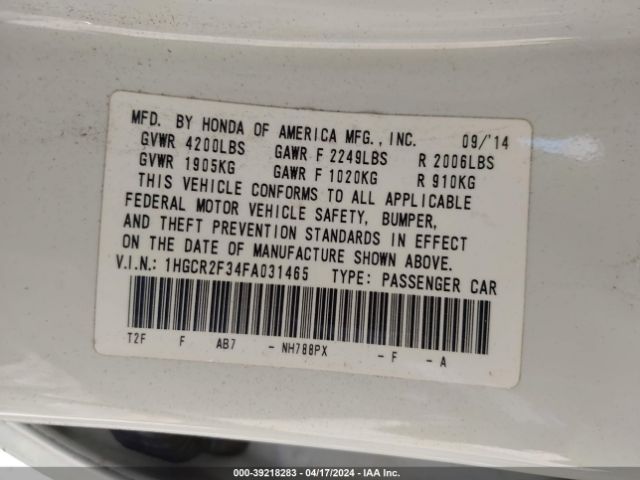 MFD. BY HONDA OF AMERICA MFG., INC. 09/'14
GVWR 4200LBS GAWR F 2249LBS R 2006LBS
GVWR 1905KG GAWR F 1020KG R 910KG
THIS VEHICLE CONFORMS TO ALL APPLICABLE
FEDERAL MOTOR VEHICLE SAFETY, BUMPER,
AND THEFT PREVENTION STANDARDS IN EFFECT
ON THE DATE OF MANUFACTURE SHOWN ABOVE.
V.I.N.: 1HGCR2F34FA031465 TYPE: PASSENGER CAR
T2F F AB7 - NH788PX - F - A
000-39218283 - 04/17/2024 - IAA Inc.